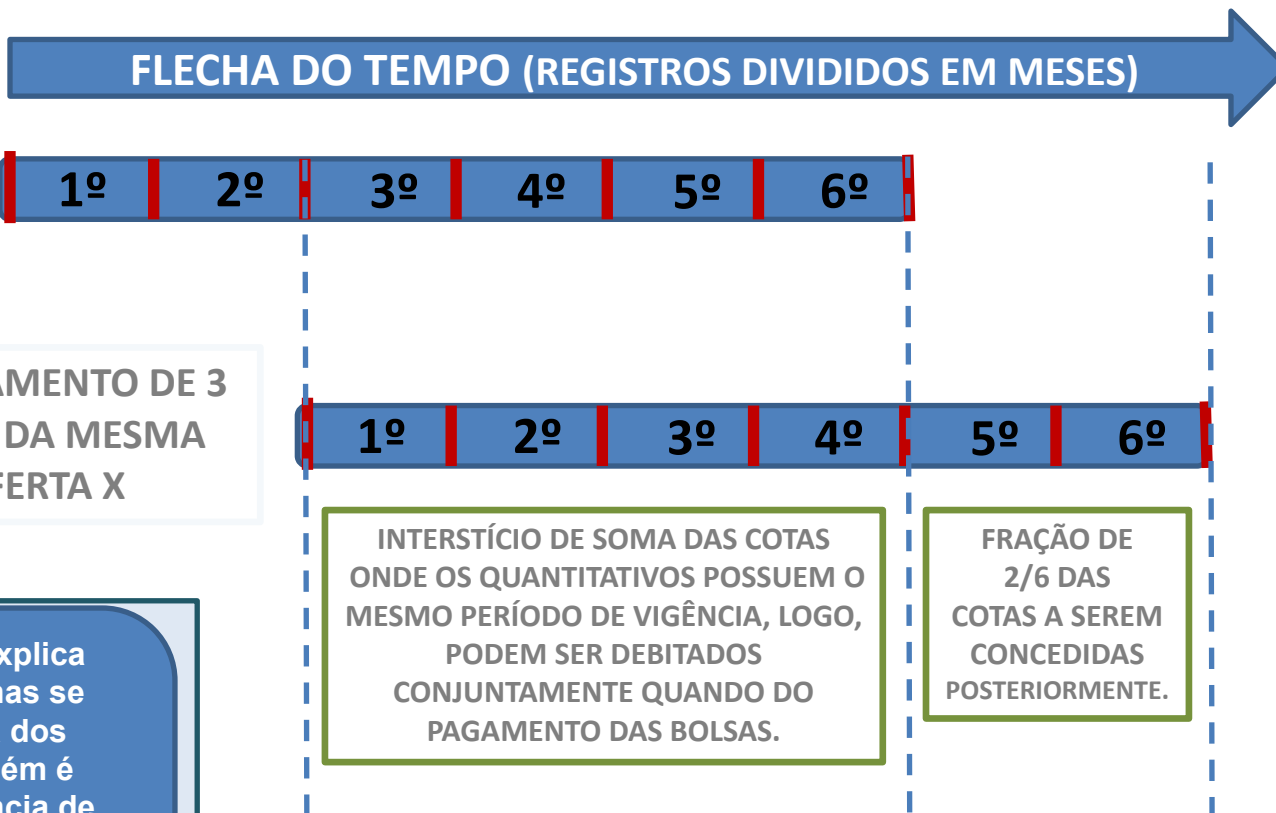 FLECHA DO TEMPO (REGISTROS DIVIDIDOS EM MESES)
1º 2º 3º 4º 5º 6º
AMENTO DE 3
DA MESMA
FERTA X
1º 2º 3º 4º 5º 6º
INTERSTÍCIO DE SOMA DAS COTAS
ONDE OS QUANTITATIVOS POSSUEM O
MESMO PERÍODO DE VIGÊNCIA, LOGO,
PODEM SER DEBITADOS
CONJUNTAMENTE QUANDO DO
PAGAMENTO DAS BOLSAS.
FRAÇÃO DE
2/6 DAS
COTAS A SEREM
CONCEDIDAS
POSTERIORMENTE.
xplica
nas se
dos
ém é
ncia de